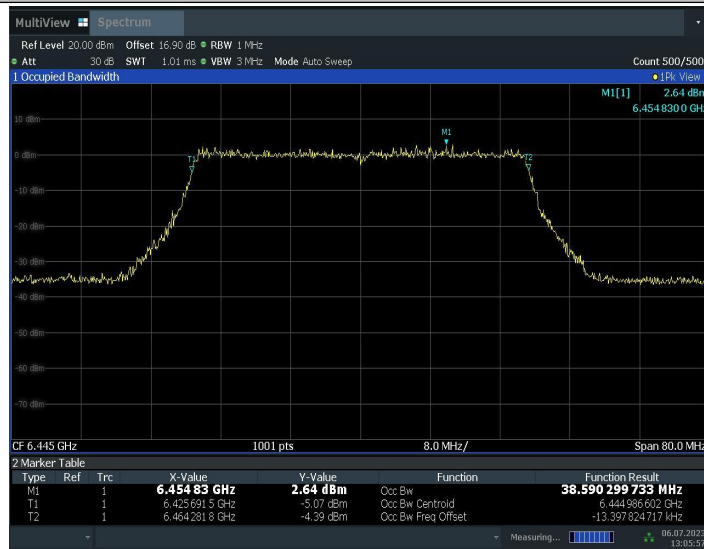 MultiView Spectrum
Ref Level 20.00 dBm Offset 16.90 dB RBW 1 MHz
Att 30 dB SWT 1.01 ms VBW 3 MHz Mode Auto Sweep Count 500/500
1 Occupied Bandwidth 1Pk View
M1[1] 2.64 dBm
6.454 830 0 GHz
10 dBm
M1
0 dBm
T1 T2
-10 dBm
-20 dBm
-30 dBm
-40 dBm
-50 dBm
-60 dBm
-70 dBm
CF 6.445 GHz 1001 pts 8.0 MHz/ Span 80.0 MHz
2 Marker Table
Type Ref Trc X-Value Y-Value Function Function Result
M1 1 6.454 83 GHz 2.64 dBm Occ Bw 38.590 299 733 MHz
T1 1 6.425 691 5 GHz -5.07 dBm Occ Bw Centroid 6.444 986 602 GHz
T2 1 6.464 281 8 GHz -4.39 dBm Occ Bw Freq Offset -13.397 824 717 kHz
Measuring... 06.07.2023
13:05:57